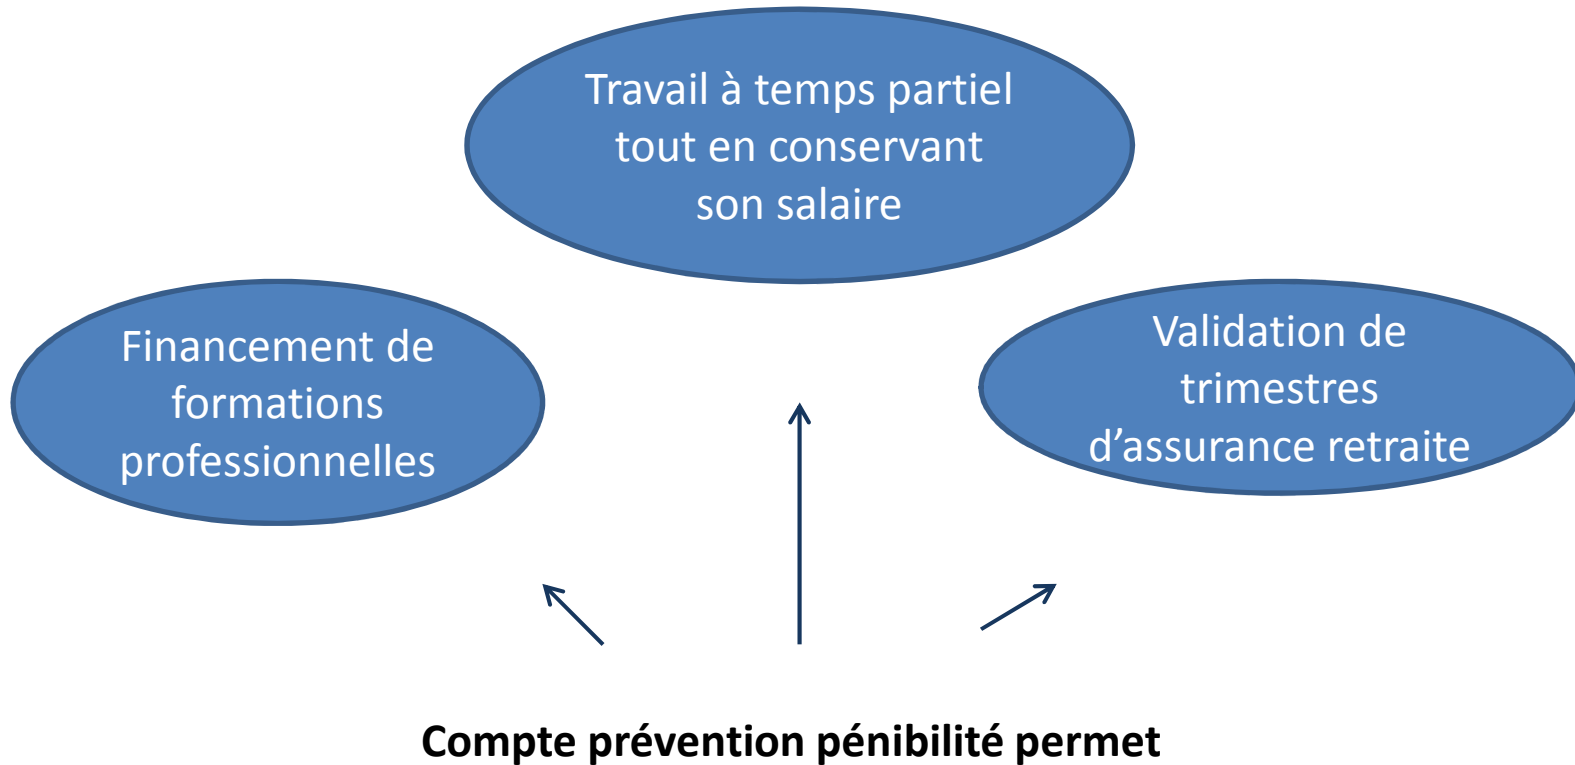 Travail à temps partiel
tout en conservant
son salaire
Financement de
formations
professionnelles
Validation de
trimestres
d’assurance retraite
Compte prévention pénibilité permet